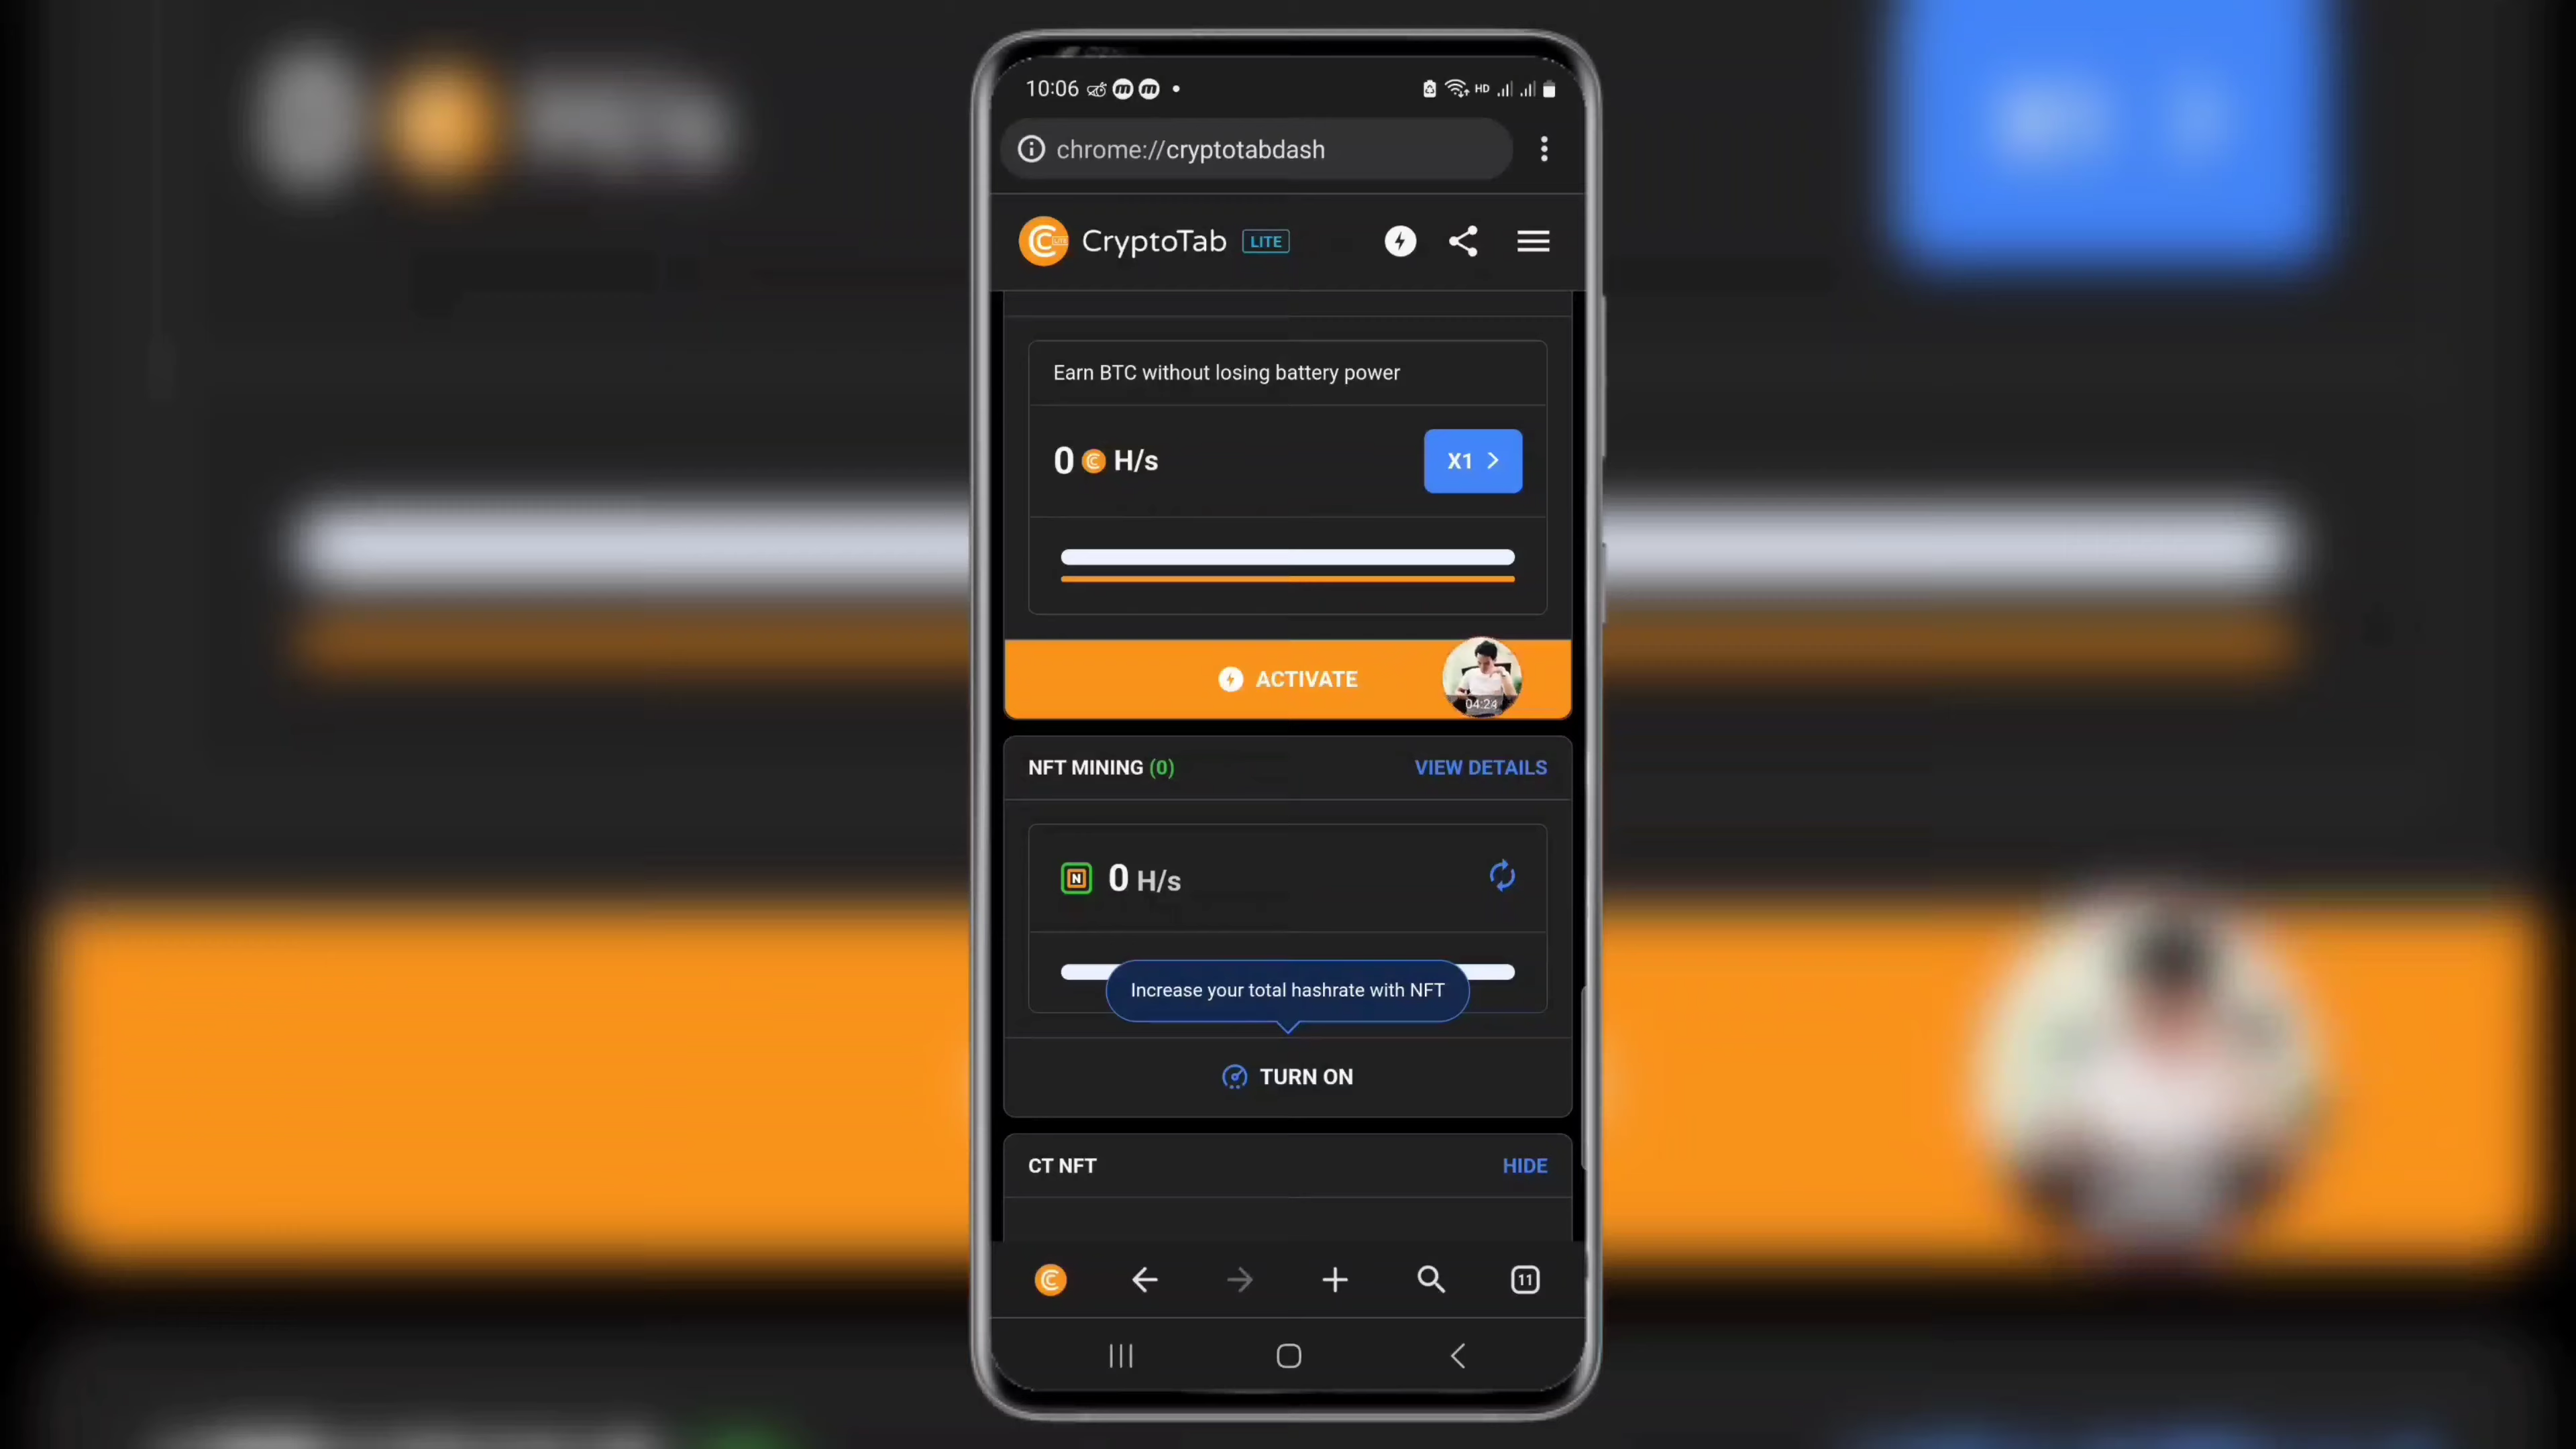 10:06
HD
chrome://cryptotabdash
CryptoTab LITE
Earn BTC without losing battery power
0 H/s
X1
ACTIVATE
04:24
NFT MINING (0)
VIEW DETAILS
N 0 H/s
Increase your total hashrate with NFT
TURN ON
CT NFT
HIDE
11